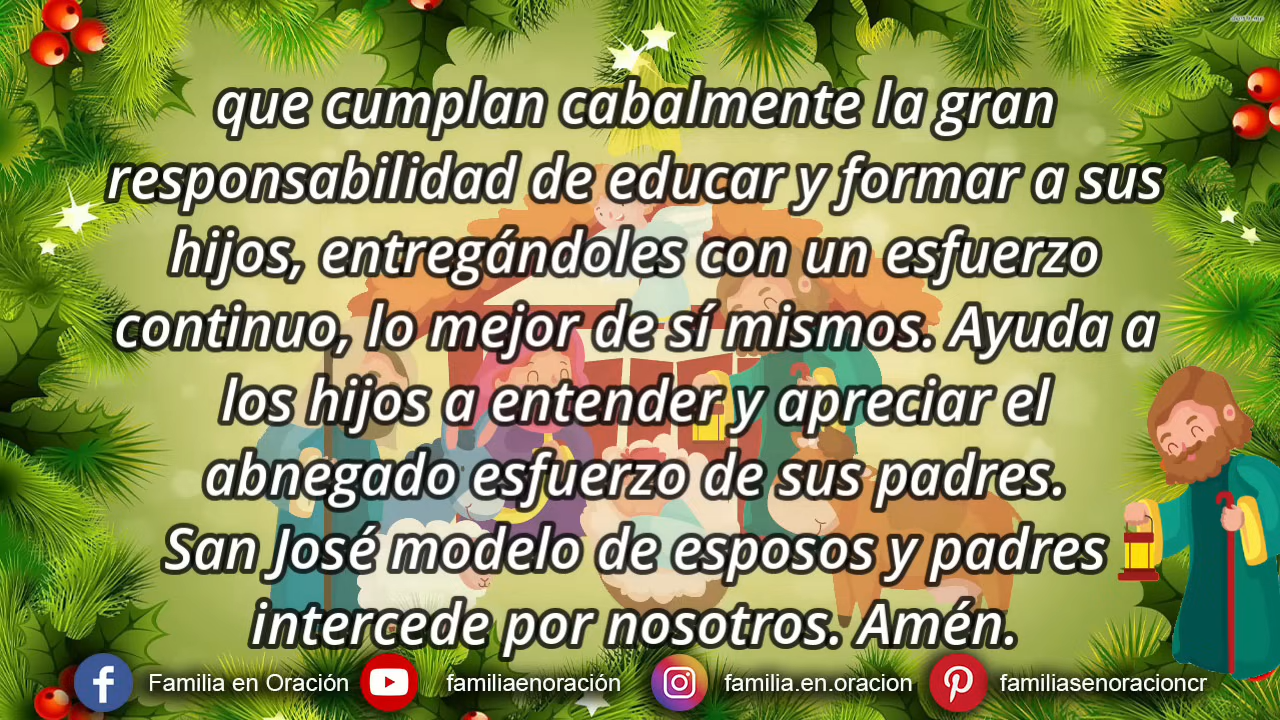 que cumplan cabalmente la gran
responsabilidad de educar y formar a sus
hijos, entregándoles con un esfuerzo
continuo, lo mejor de sí mismos. Ayuda a
los hijos a entender y apreciar el
abnegado esfuerzo de sus padres.
San José modelo de esposos y padres
intercede por nosotros. Amén.
Familia en Oración familiaenoración familia.en.oracion familiasenoracioncr